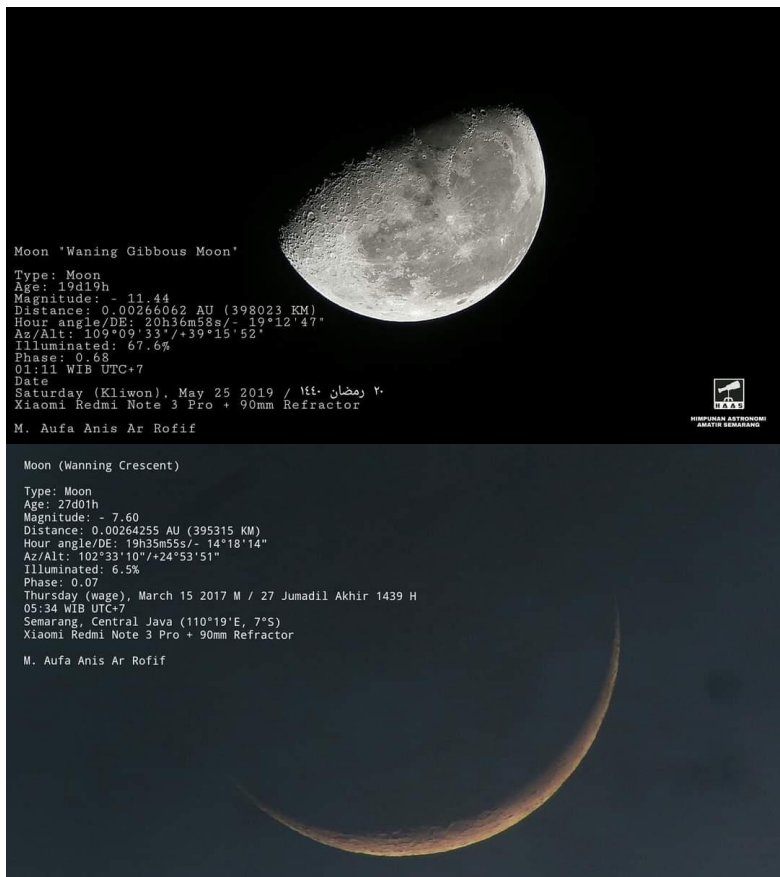 Moon "Waning Gibbous Moon"
Type: Moon
Age: 19d19h
Magnitude: - 11.44
Distance: 0.00266062 AU (398023 KM)
Hour angle/DE: 20h36m58s/- 19°12'47"
Az/Alt: 109°09'33"/+39°15'52"
Illuminated: 67.6%
Phase: 0.68
01:11 WIB UTC+7
Date
Saturday (Kliwon), May 25 2019 / ٢٠ رمضان ١٤٤٠
Xiaomi Redmi Note 3 Pro + 90mm Refractor
M. Aufa Anis Ar Rofif
HAAS
HIMPUNAN ASTRONOMI
AMATIR SEMARANG
Moon (Wanning Crescent)
Type: Moon
Age: 27d01h
Magnitude: - 7.60
Distance: 0.00264255 AU (395315 KM)
Hour angle/DE: 19h35m55s/- 14°18'14"
Az/Alt: 102°33'10"/+24°53'51"
Illuminated: 6.5%
Phase: 0.07
Thursday (wage), March 15 2017 M / 27 Jumadil Akhir 1439 H
05:34 WIB UTC+7
Semarang, Central Java (110°19'E, 7°S)
Xiaomi Redmi Note 3 Pro + 90mm Refractor
M. Aufa Anis Ar Rofif